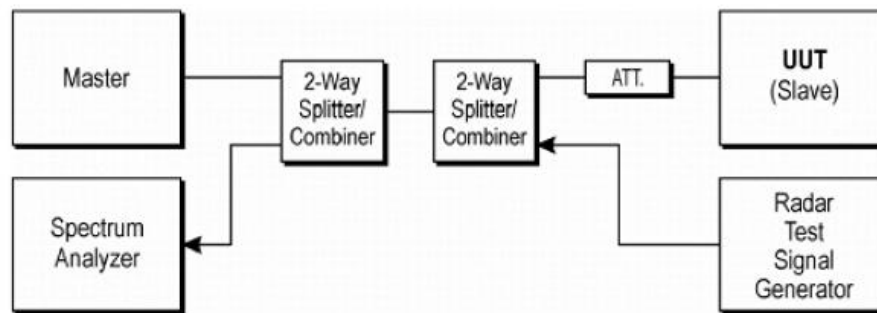 Master
2-Way
Splitter/
Combiner
2-Way
Splitter/
Combiner
ATT.
UUT
(Slave)
Spectrum
Analyzer
Radar
Test
Signal
Generator